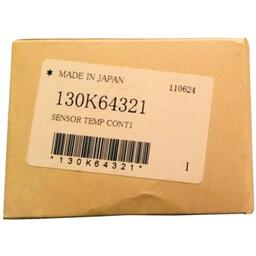 * MADE IN JAPAN
110624
130K64321
SENSOR TEMP CONT1
*130K64321*
1